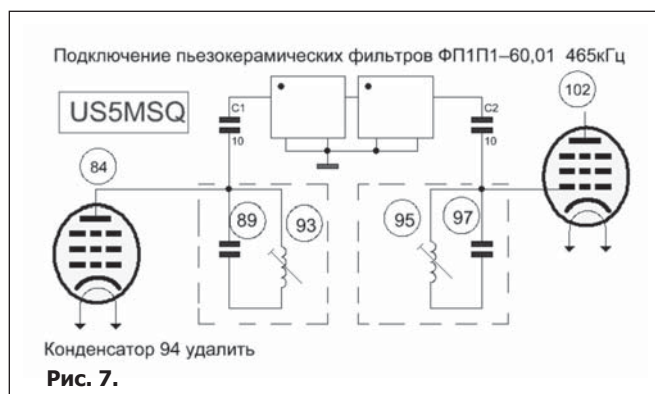 Подключение пьезокерамических фильтров ФП1П1–60,01 465кГц
US5MSQ
C1
10
C2
10
102
84
89
93
95
97
Конденсатор 94 удалить
Рис. 7.